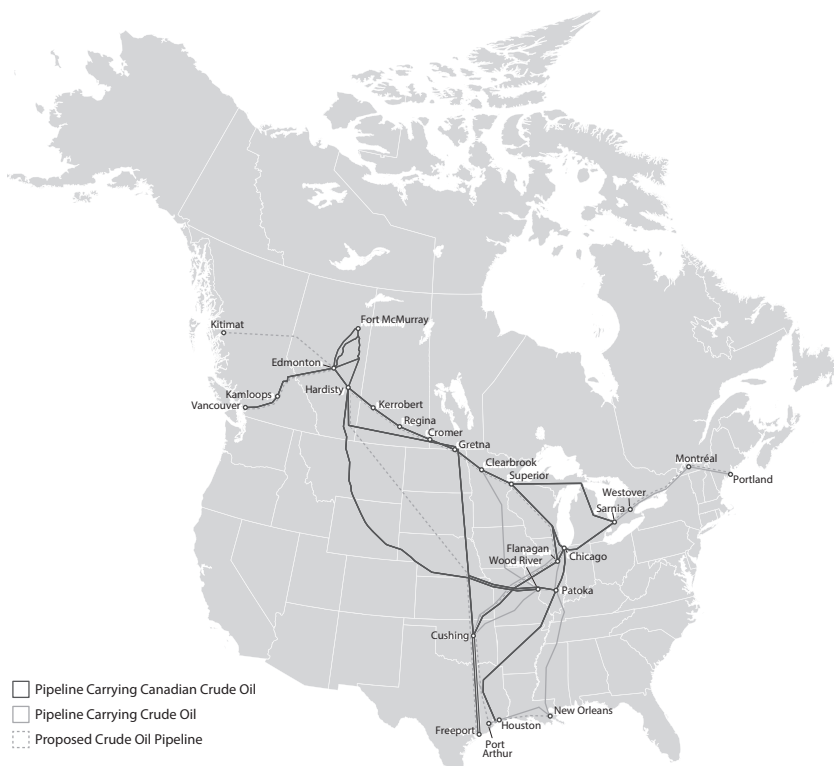 Kitimat
Fort McMurray
Edmonton
Hardisty
Kamloops
Vancouver
Kerrobert
Regina
Cromer
Gretna
Clearbrook
Superior
Montréal
Portland
Westover
Sarnia
Flanagan
Wood River
Chicago
Patoka
Cushing
Pipeline Carrying Canadian Crude Oil
Pipeline Carrying Crude Oil
Proposed Crude Oil Pipeline
New Orleans
Houston
Freeport
Port
Arthur